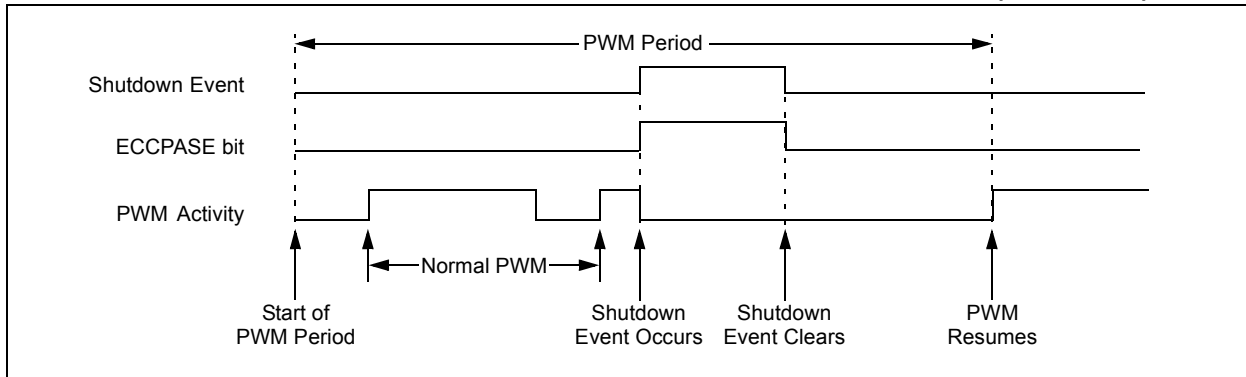 PWM Period
Shutdown Event
ECCPASE bit
PWM Activity
Normal PWM
Start of
PWM Period
Shutdown
Event Occurs
Shutdown
Event Clears
PWM
Resumes